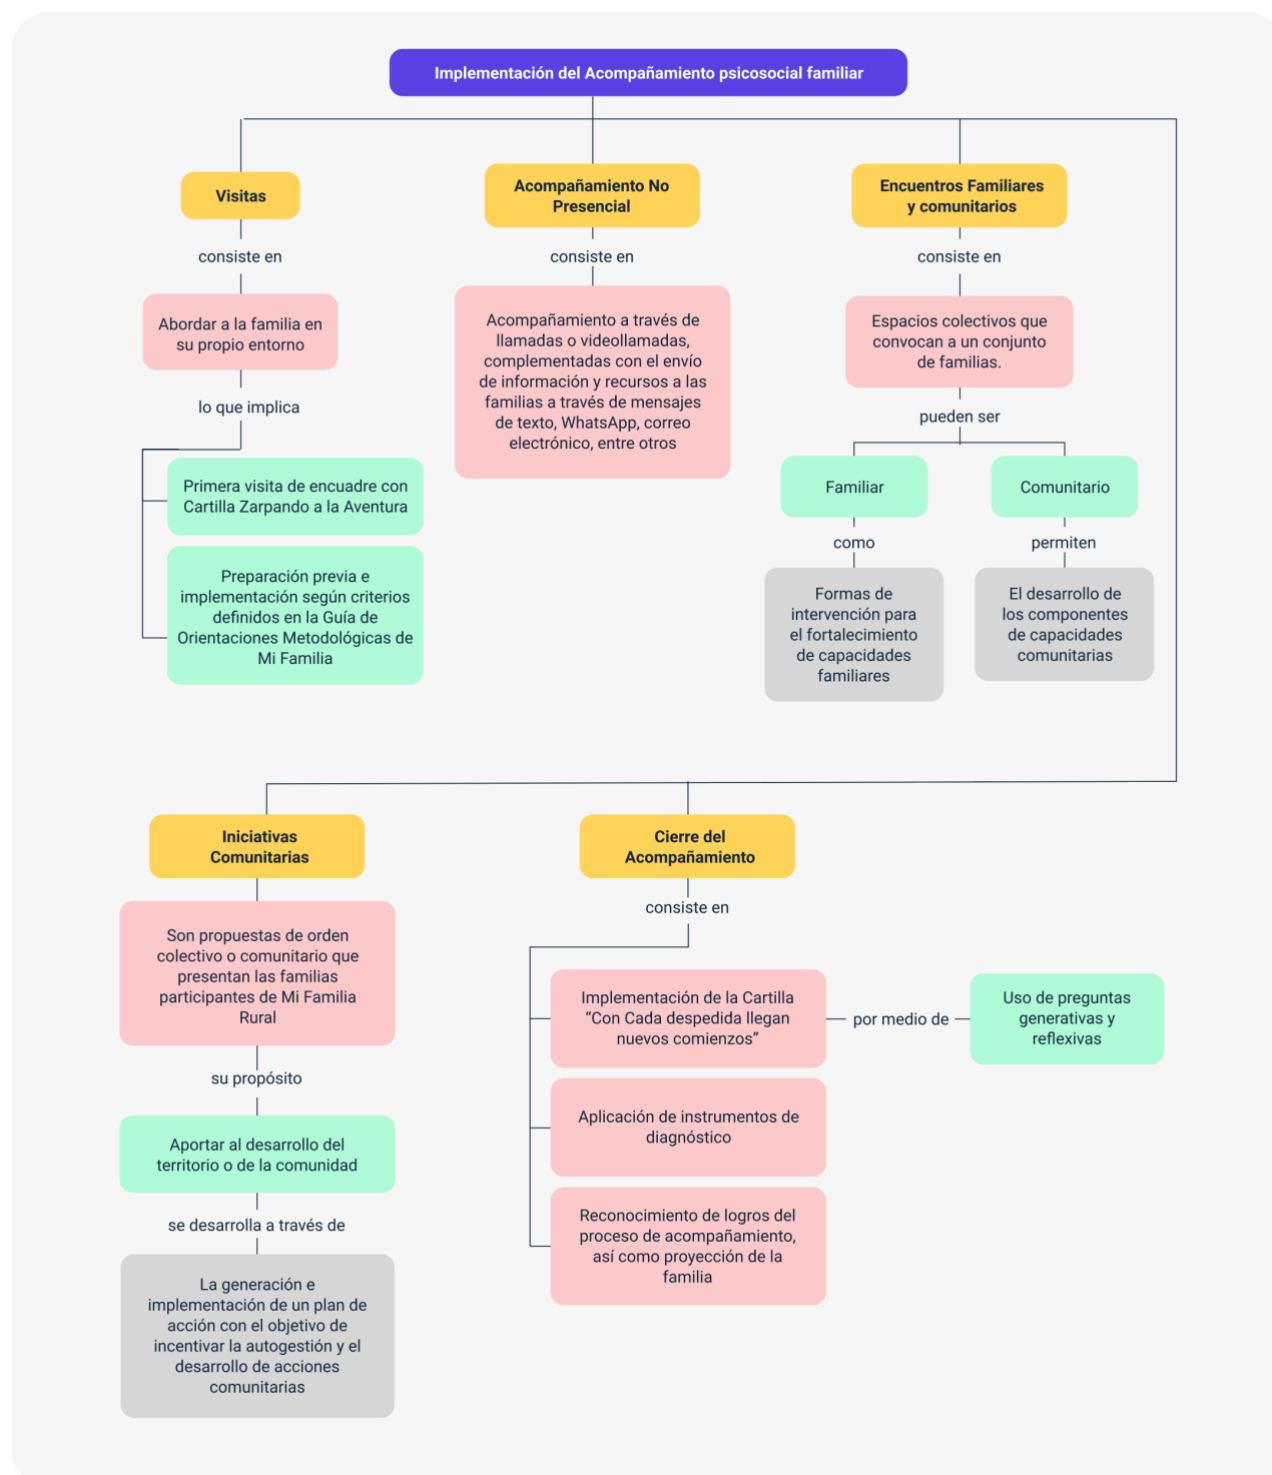 Implementación del Acompañamiento psicosocial familiar
Visitas
consiste en
Abordar a la familia en
su propio entorno
lo que implica
Primera visita de encuadre con
Cartilla Zarpando a la Aventura
Preparación previa e
implementación según criterios
definidos en la Guía de
Orientaciones Metodológicas de
Mi Familia
Acompañamiento No
Presencial
consiste en
Acompañamiento a través de
llamadas o videollamadas,
complementadas con el envío
de información y recursos a las
familias a través de mensajes
de texto, WhatsApp, correo
electrónico, entre otros
Encuentros Familiares
y comunitarios
consiste en
Espacios colectivos que
convocan a un conjunto
de familias.
pueden ser
Familiar
como
Formas de
intervención para
el fortalecimiento
de capacidades
familiares
Comunitario
permiten
El desarrollo de
los componentes
de capacidades
comunitarias
Iniciativas
Comunitarias
Son propuestas de orden
colectivo o comunitario que
presentan las familias
participantes de Mi Familia
Rural
su propósito
Aportar al desarrollo del
territorio o de la comunidad
se desarrolla a través de
La generación e
implementación de un plan de
acción con el objetivo de
incentivar la autogestión y el
desarrollo de acciones
comunitarias
Cierre del
Acompañamiento
consiste en
Implementación de la Cartilla
“Con Cada despedida llegan
nuevos comienzos”
por medio de
Uso de preguntas
generativas y
reflexivas
Aplicación de instrumentos de
diagnóstico
Reconocimiento de logros del
proceso de acompañamiento,
así como proyección de la
familia